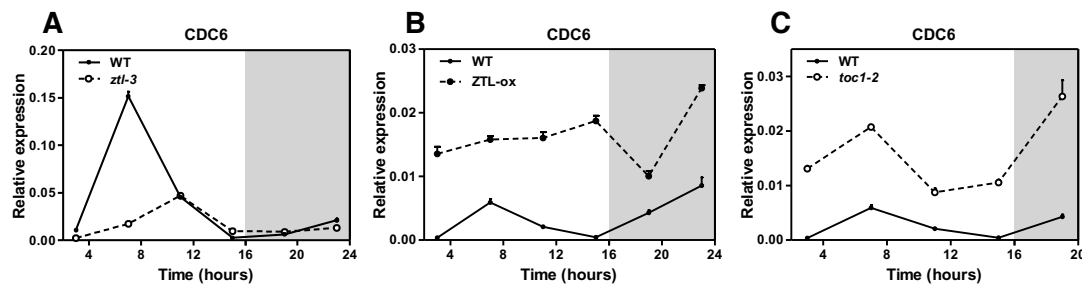 A
CDC6
WT
ztl-3
Relative expression
0.20
0.15
0.10
0.05
0.00
4 8 12 16 20 24
Time (hours)
B
CDC6
WT
ZTL-ox
Relative expression
0.03
0.02
0.01
0.00
4 8 12 16 20 24
Time (hours)
C
CDC6
WT
toc1-2
Relative expression
0.03
0.02
0.01
0.00
4 8 12 16 20
Time (hours)